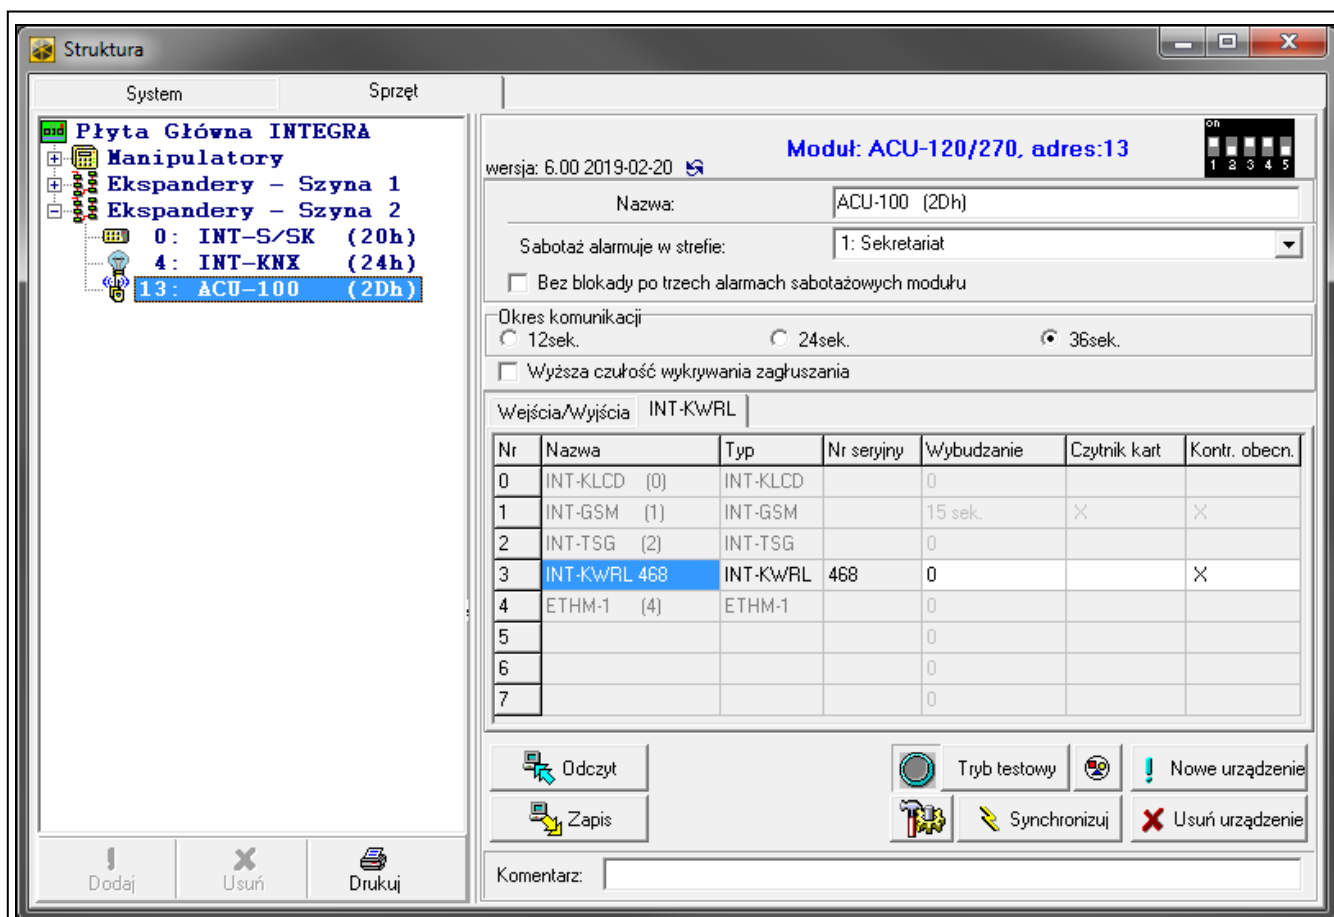 Struktura
System Sprzęt
Płyta Główna INTEGRA
Manipulatory
Ekspandery – Szyna 1
Ekspandery – Szyna 2
0: INT-S/SK (20h)
4: INT-KNX (24h)
13: ACU-100 (2Dh)
Dodaj Usuń Drukuj
wersja: 6.00 2019-02-20
Moduł: ACU-120/270, adres:13
on
1 2 3 4 5
Nazwa: ACU-100 (2Dh)
Sabotaż alarmuje w strefie: 1: Sekretariat
Bez blokady po trzech alarmach sabotażowych modułu
Okres komunikacji
12sek. 24sek. 36sek.
Wyższa czułość wykrywania zagłuszania
Wejścia/Wyjścia INT-KWRL
Nr Nazwa Typ Nr seryjny Wybudzanie Czytnik kart Kontr. obecn.
0 INT-KLCD (0) INT-KLCD 0
1 INT-GSM (1) INT-GSM 15 sek. X X
2 INT-TSG (2) INT-TSG 0
3 INT-KWRL 468 INT-KWRL 468 0 X
4 ETHM-1 (4) ETHM-1 0
5 0
6 0
7 0
Odczyt Tryb testowy Nowe urządzenie
Zapis Synchronizuj Usuń urządzenie
Komentarz: